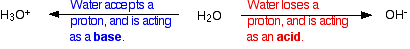 Water accepts a Water loses a
H₃O⁺ proton, and is acting H₂O proton, and is acting OH⁻
as a base. as an acid.